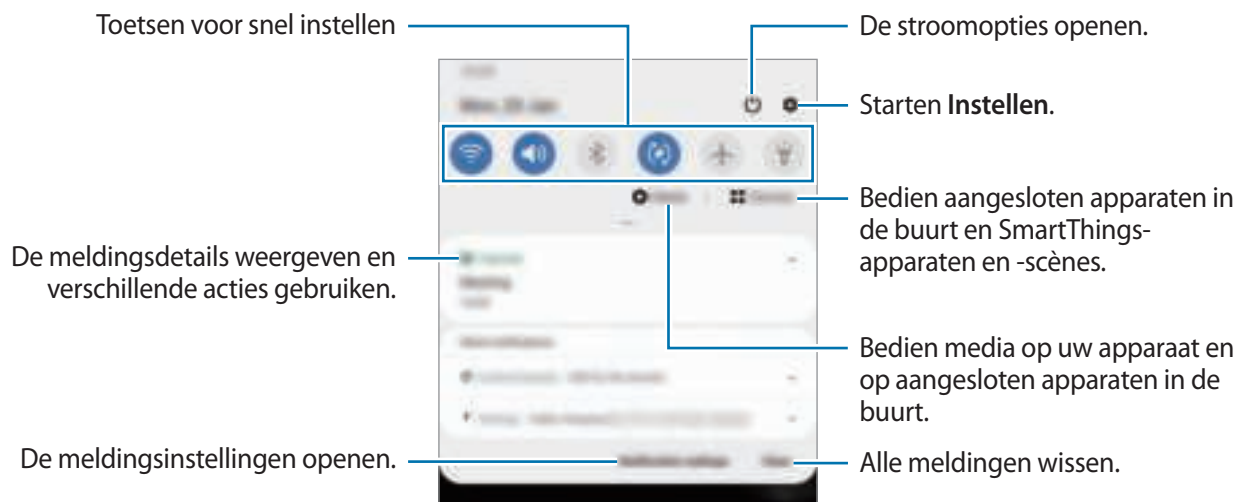 Toetsen voor snel instellen
De stroomopties openen.
Starten Instellen.
Bedien aangesloten apparaten in
de buurt en SmartThings-
apparaten en -scènes.
De meldingsdetails weergeven en
verschillende acties gebruiken.
Bedien media op uw apparaat en
op aangesloten apparaten in de
buurt.
De meldingsinstellingen openen.
Alle meldingen wissen.